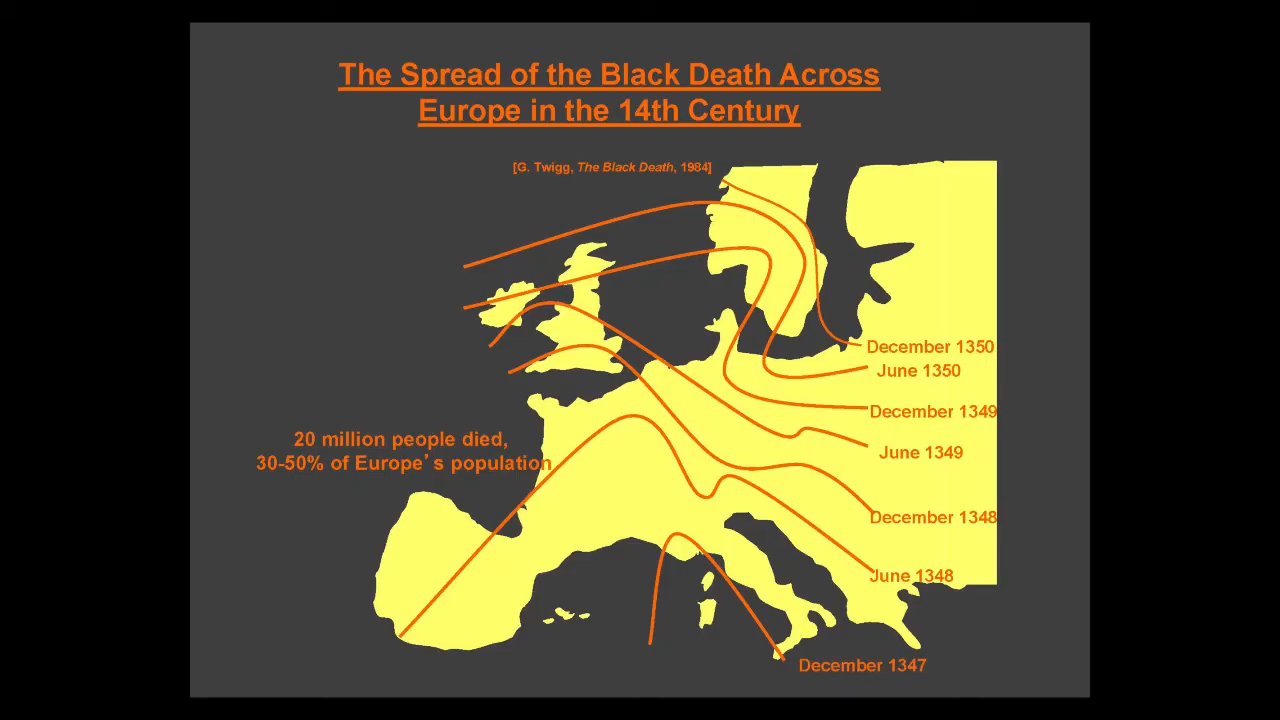 The Spread of the Black Death Across
Europe in the 14th Century
[G. Twigg, The Black Death, 1984]
December 1350
June 1350
December 1349
June 1349
20 million people died,
30-50% of Europe’s population
December 1348
June 1348
December 1347